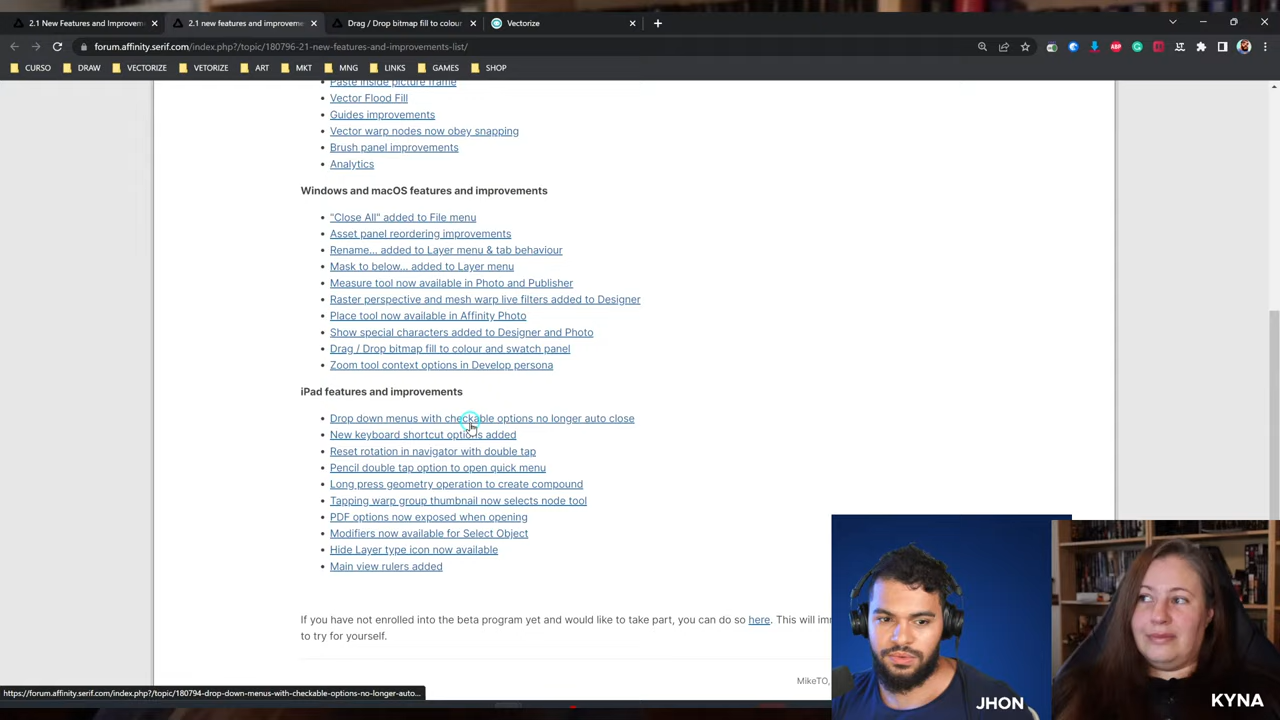 2.1 New Features and Improvemen
2.1 new features and improveme
Drag / Drop bitmap fill to colour
Vectorize
forum.affinity.serif.com/index.php?/topic/180796-21-new-features-and-improvements-list/
CURSO DRAW VECTORIZE VETORIZE ART MKT MNG LINKS GAMES SHOP
Paste inside picture frame
Vector Flood Fill
Guides improvements
Vector warp nodes now obey snapping
Brush panel improvements
Analytics
Windows and macOS features and improvements
"Close All" added to File menu
Asset panel reordering improvements
Rename... added to Layer menu & tab behaviour
Mask to below... added to Layer menu
Measure tool now available in Photo and Publisher
Raster perspective and mesh warp live filters added to Designer
Place tool now available in Affinity Photo
Show special characters added to Designer and Photo
Drag / Drop bitmap fill to colour and swatch panel
Zoom tool context options in Develop persona
iPad features and improvements
Drop down menus with checkable options no longer auto close
New keyboard shortcut options added
Reset rotation in navigator with double tap
Pencil double tap option to open quick menu
Long press geometry operation to create compound
Tapping warp group thumbnail now selects node tool
PDF options now exposed when opening
Modifiers now available for Select Object
Hide Layer type icon now available
Main view rulers added
If you have not enrolled into the beta program yet and would like to take part, you can do so here. This will im
to try for yourself.
MikeTO,
https://forum.affinity.serif.com/index.php?/topic/180794-drop-down-menus-with-checkable-options-no-longer-auto...
JHON
KYNA